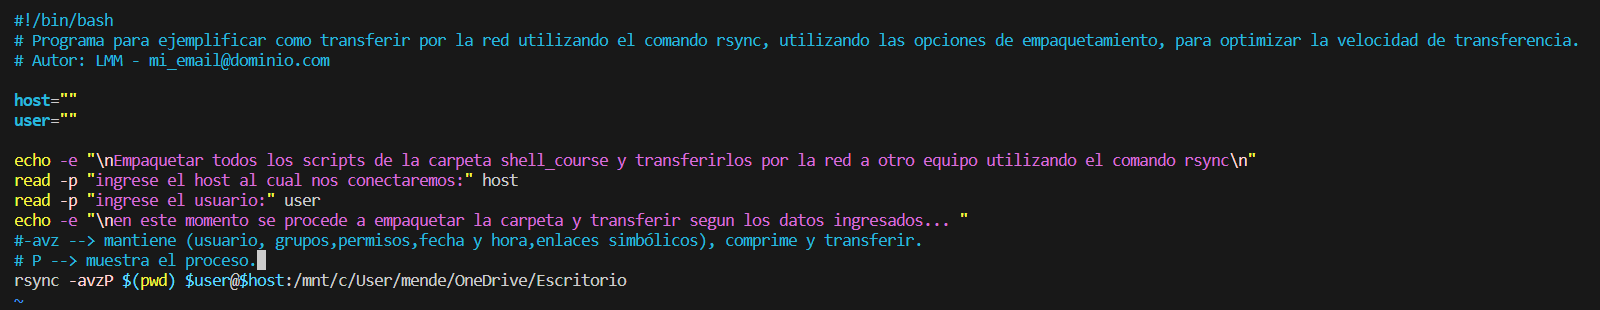 #!/bin/bash
# Programa para ejemplificar como transferir por la red utilizando el comando rsync, utilizando las opciones de empaquetamiento, para optimizar la velocidad de transferencia.
# Autor: LMM - mi_email@dominio.com
host=""
user=""
echo -e "\nEmpaquetar todos los scripts de la carpeta shell_course y transferirlos por la red a otro equipo utilizando el comando rsync\n"
read -p "ingrese el host al cual nos conectaremos:" host
read -p "ingrese el usuario:" user
echo -e "\nen este momento se procede a empaquetar la carpeta y transferir segun los datos ingresados... "
#-avz --> mantiene (usuario, grupos,permisos,fecha y hora,enlaces simbólicos), comprime y transferir.
# P --> muestra el proceso.
rsync -avzP $(pwd) $user@$host:/mnt/c/User/mende/OneDrive/Escritorio
~